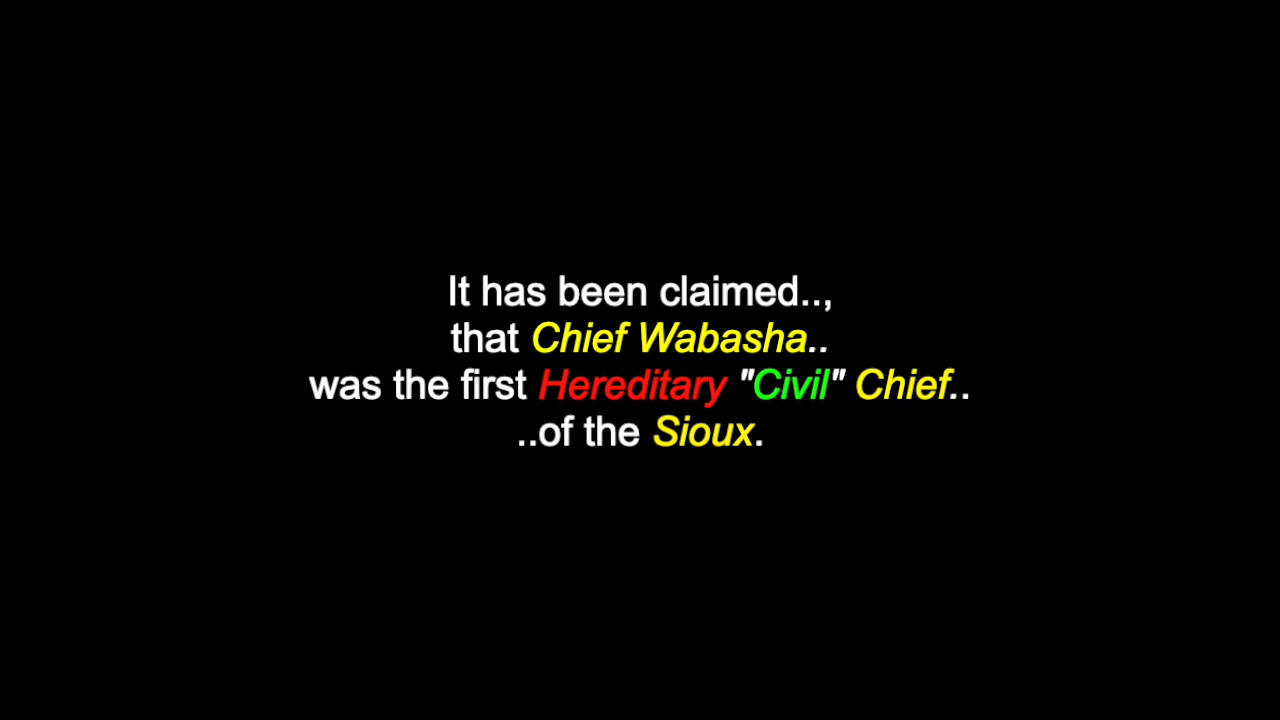 It has been claimed..,
that Chief Wabasha..
was the first Hereditary "Civil" Chief..
..of the Sioux.